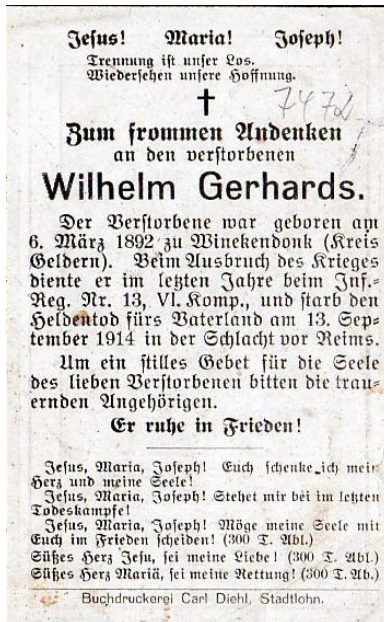 Jesus! Maria! Joseph!
Trennung ist unser Los.
Wiedersehen unsere Hoffnung.
7472
Zum frommen Andenken
an den verstorbenen
Wilhelm Gerhards.
Der Verstorbene war geboren am
6. März 1892 zu Winekendonk (Kreis
Geldern). Beim Ausbruch des Krieges
diente er im letzten Jahre beim Inf.-
Reg. Nr. 13, VI. Komp., und starb den
Heldentod fürs Vaterland am 13. Sep-
tember 1914 in der Schlacht vor Reims.
Um ein stilles Gebet für die Seele
des lieben Verstorbenen bitten die trau-
ernden Angehörigen.
Er ruhe in Frieden!
Jesus, Maria, Joseph! Euch schenke ich mein
Herz und meine Seele!
Jesus, Maria, Joseph! Stehet mir bei im letzten
Todeskampfe!
Jesus, Maria, Joseph! Möge meine Seele mit
Euch im Frieden scheiden! (300 T. Abl.)
Süßes Herz Jesu, sei meine Liebe! (300 T. Abl.)
Süßes Herz Mariä, sei meine Rettung! (300 T. Ab.)
Buchdruckerei Carl Diehl, Stadtlohn.